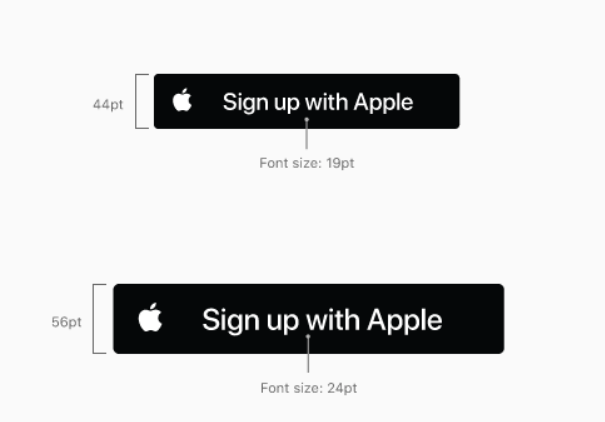 44pt
Sign up with Apple
Font size: 19pt
56pt
Sign up with Apple
Font size: 24pt